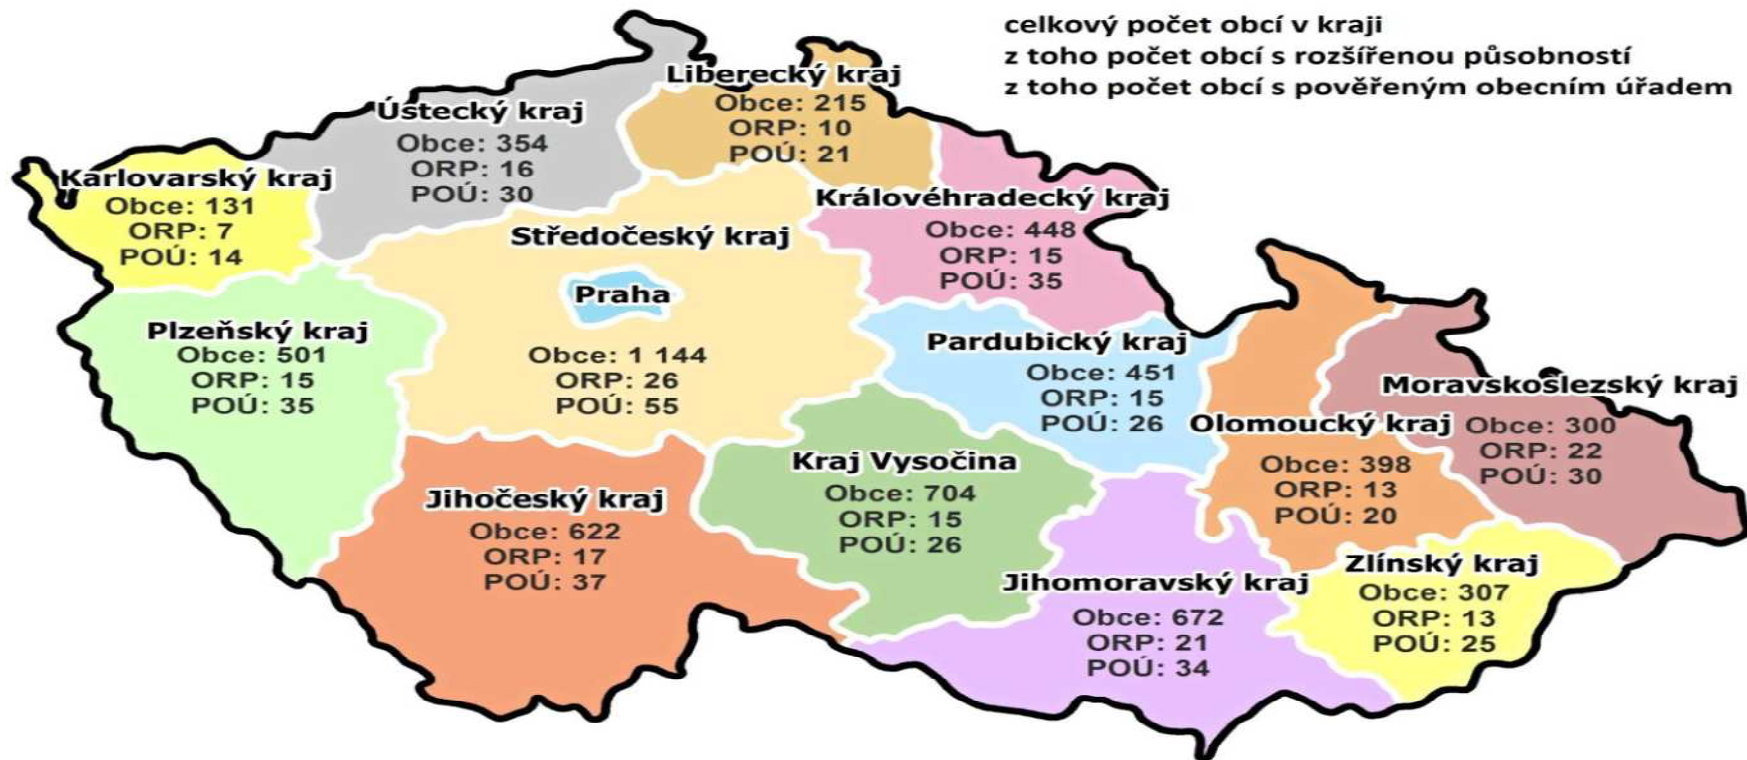 celkový počet obcí v kraji
z toho počet obcí s rozšířenou působností
z toho počet obcí s pověřeným obecním úřadem
Liberecký kraj
Obce: 215
ORP: 10
POÚ: 21
Ústecký kraj
Obce: 354
ORP: 16
POÚ: 30
Karlovarský kraj
Obce: 131
ORP: 7
POÚ: 14
Královéhradecký kraj
Obce: 448
ORP: 15
POÚ: 35
Středočeský kraj
Praha
Obce: 1 144
ORP: 26
POÚ: 55
Plzeňský kraj
Obce: 501
ORP: 15
POÚ: 35
Pardubický kraj
Obce: 451
ORP: 15
POÚ: 26
Moravskoslezský kraj
Obce: 300
ORP: 22
POÚ: 30
Olomoucký kraj
Obce: 398
ORP: 13
POÚ: 20
Kraj Vysočina
Obce: 704
ORP: 15
POÚ: 26
Jihočeský kraj
Obce: 622
ORP: 17
POÚ: 37
Jihomoravský kraj
Obce: 672
ORP: 21
POÚ: 34
Zlínský kraj
Obce: 307
ORP: 13
POÚ: 25